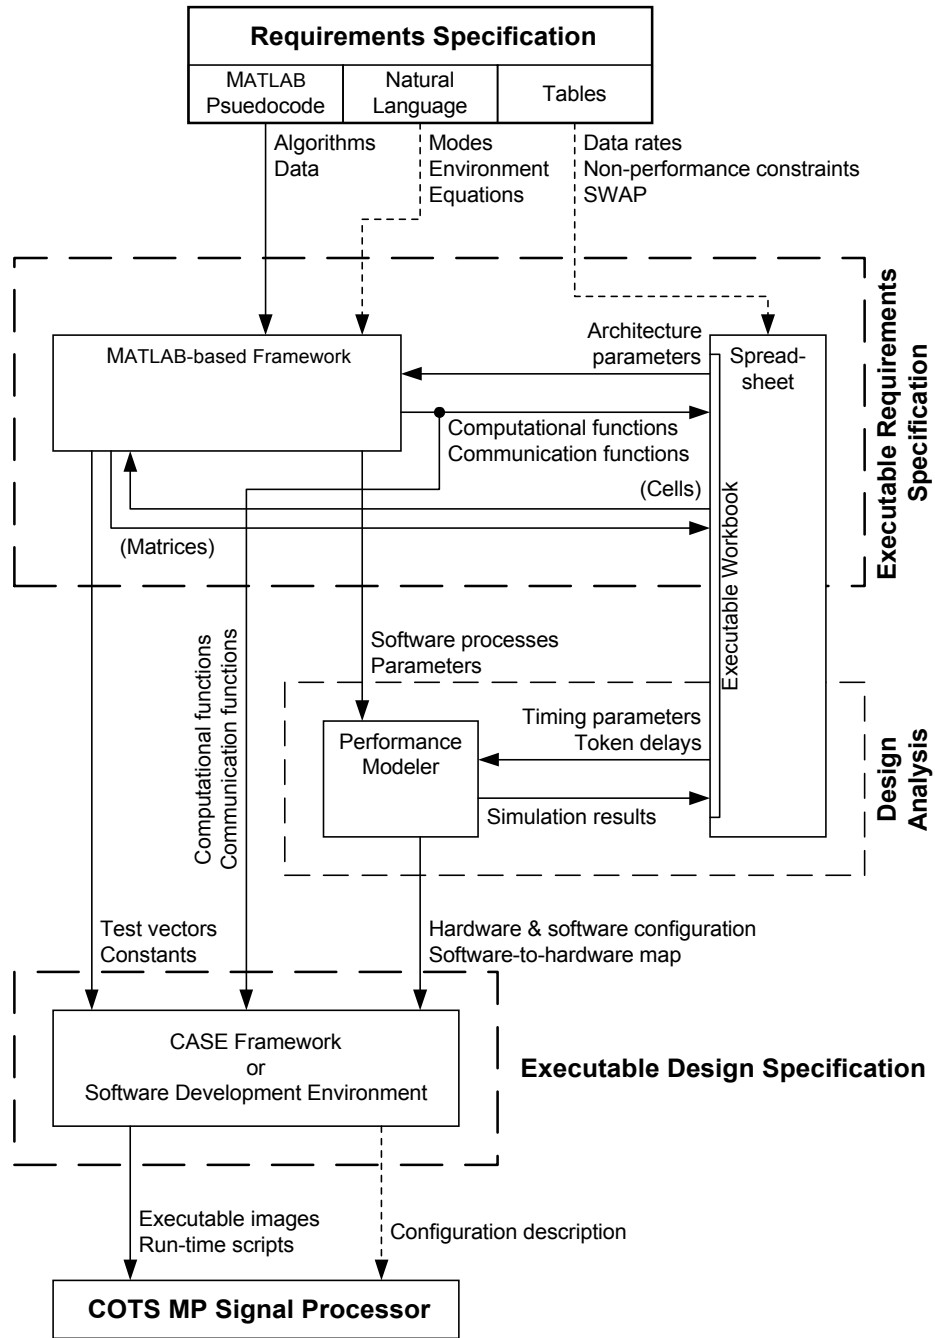 Requirements Specification
MATLAB
Psuedocode
Natural
Language
Tables
Algorithms
Data
Modes
Environment
Equations
Data rates
Non-performance constraints
SWAP
MATLAB-based Framework
Architecture
parameters
Spread-
sheet
Computational functions
Communication functions
(Cells)
(Matrices)
Executable Workbook
Executable Requirements
Specification
Software processes
Parameters
Computational functions
Communication functions
Performance
Modeler
Timing parameters
Token delays
Simulation results
Design
Analysis
Test vectors
Constants
Hardware & software configuration
Software-to-hardware map
CASE Framework
or
Software Development Environment
Executable Design Specification
Executable images
Run-time scripts
Configuration description
COTS MP Signal Processor